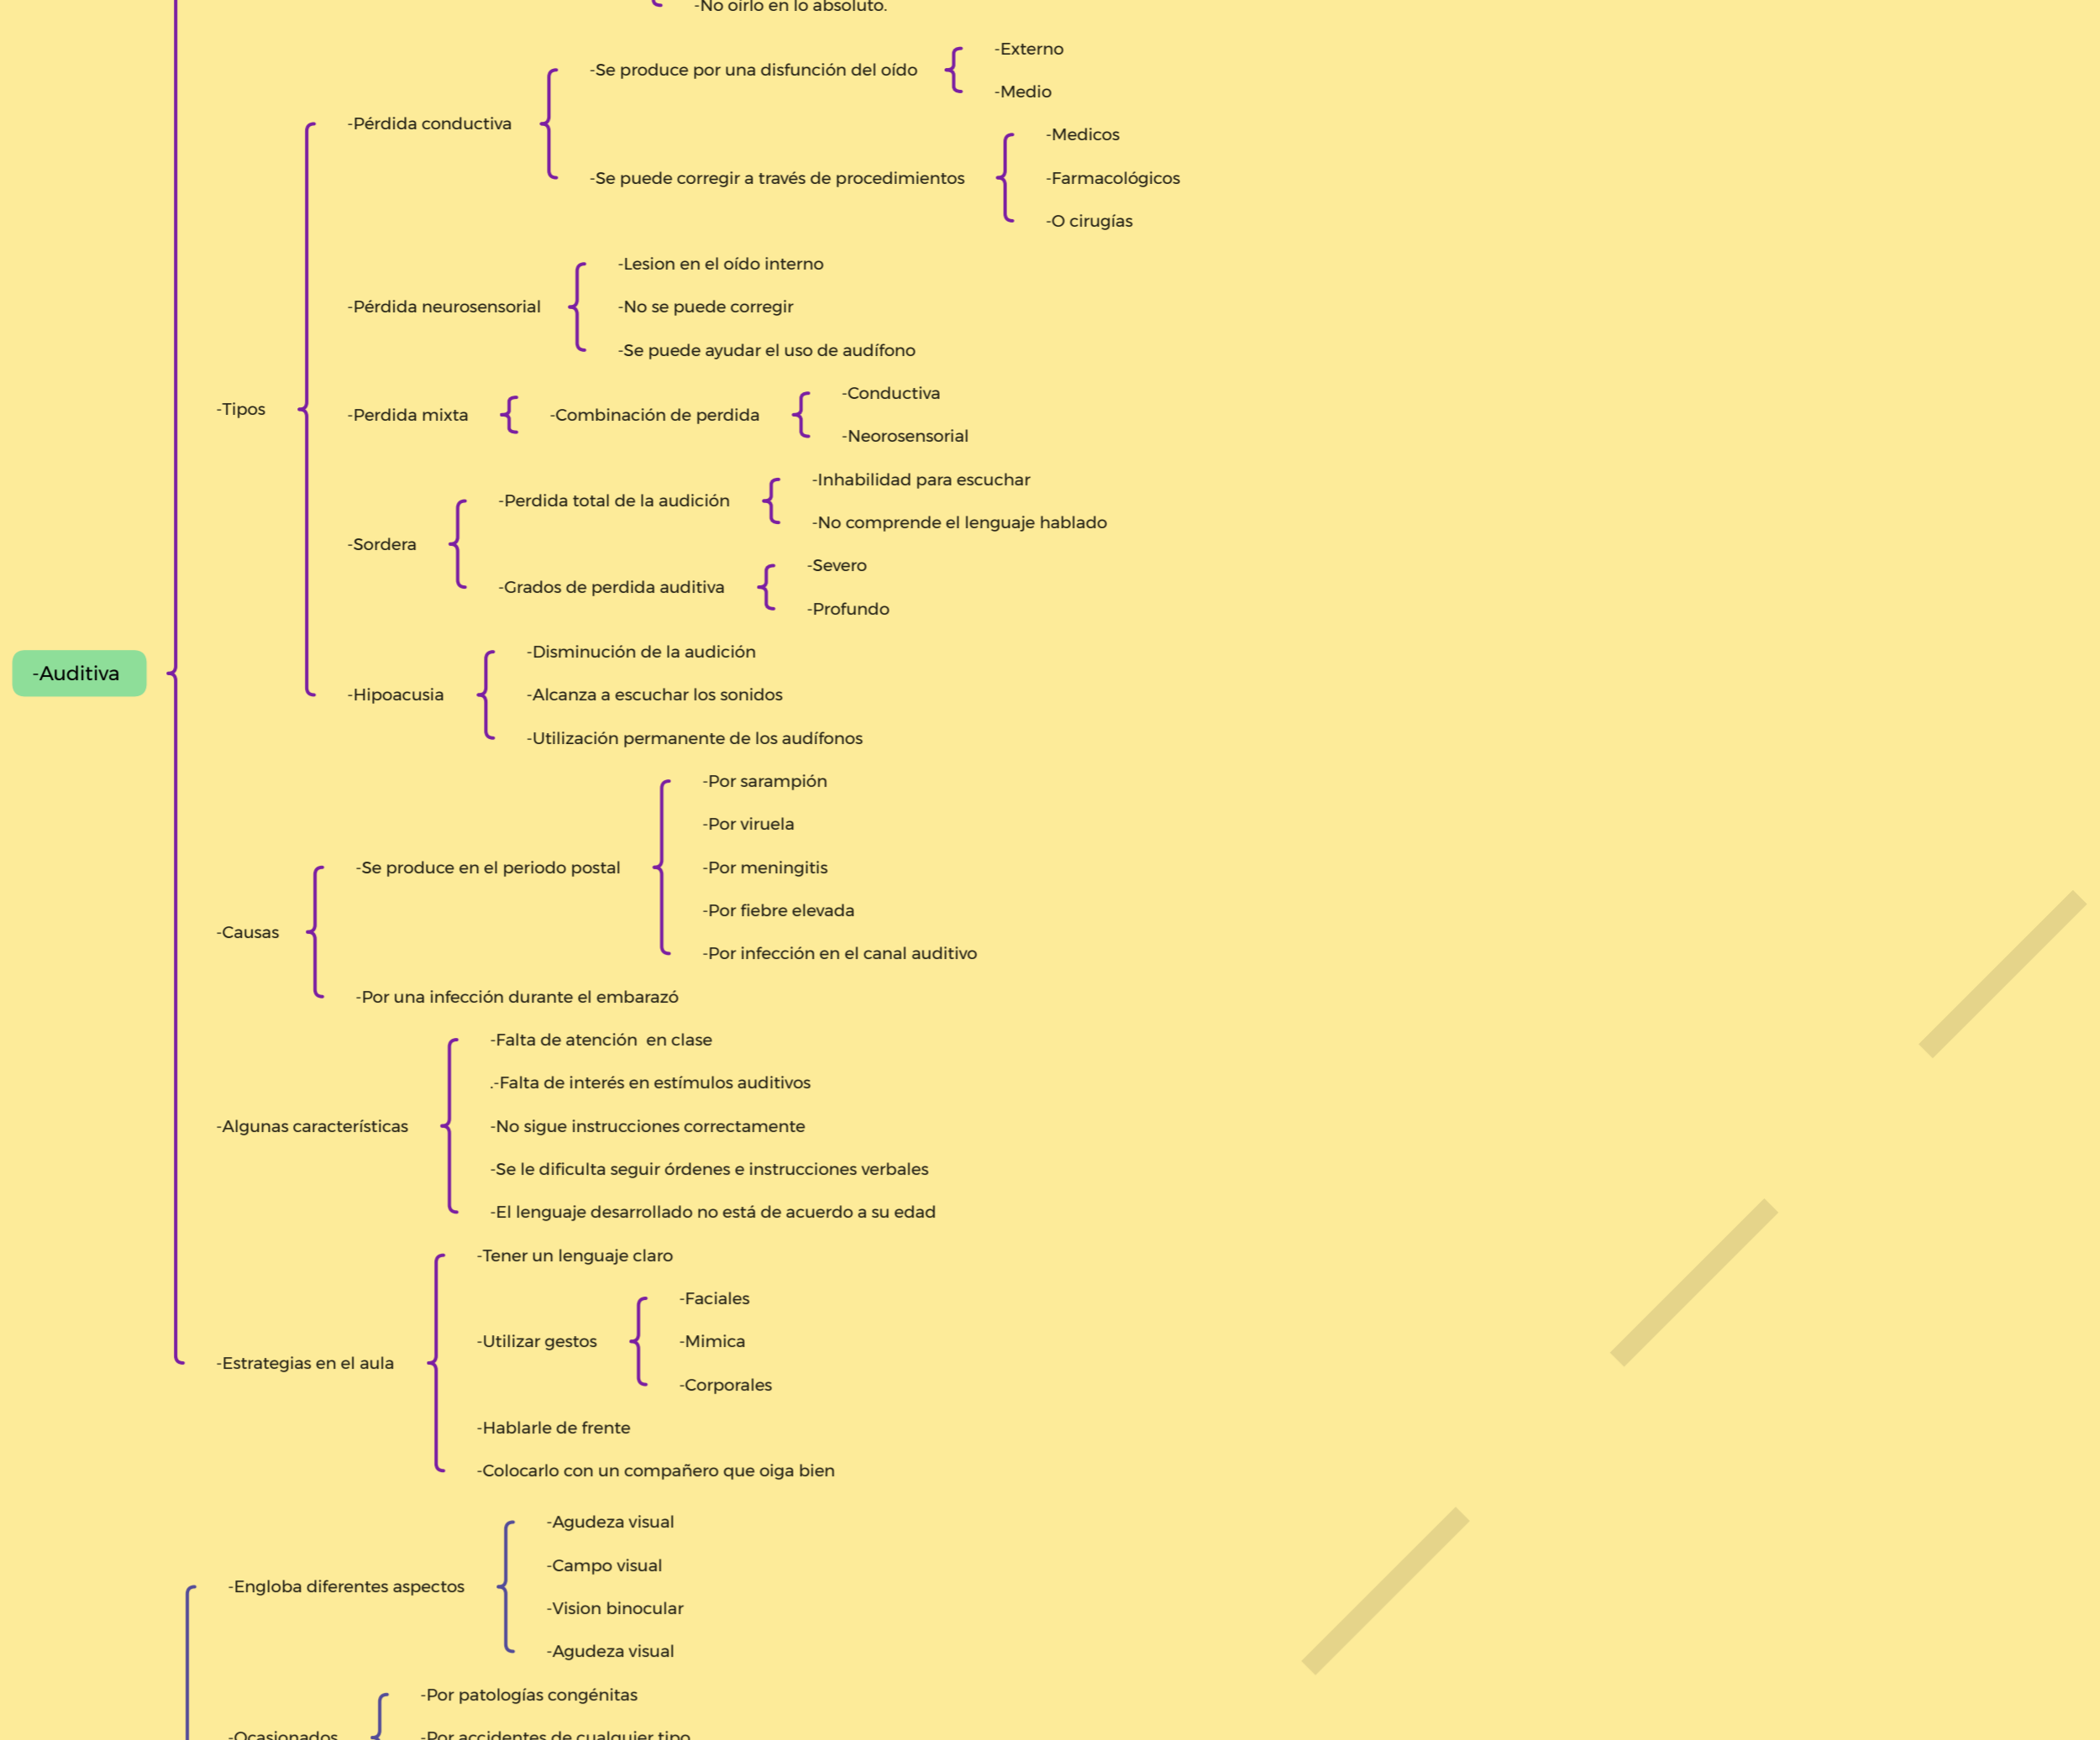 -No oirlo en lo absoluto.
-Externo
-Se produce por una disfunción del oído
-Medio
-Pérdida conductiva
-Medicos
-Se puede corregir a través de procedimientos
-Farmacológicos
-O cirugías
-Lesion en el oído interno
-Pérdida neurosensorial
-No se puede corregir
-Se puede ayudar el uso de audífono
-Conductiva
-Tipos
-Perdida mixta
-Combinación de perdida
-Neorosensorial
-Inhabilidad para escuchar
-Perdida total de la audición
-No comprende el lenguaje hablado
-Sordera
-Severo
-Grados de perdida auditiva
-Profundo
-Disminución de la audición
-Auditiva
-Hipoacusia
-Alcanza a escuchar los sonidos
-Utilización permanente de los audífonos
-Por sarampión
-Por viruela
-Se produce en el periodo postal
-Por meningitis
-Por fiebre elevada
-Causas
-Por infección en el canal auditivo
-Por una infección durante el embarazó
-Falta de atención  en clase
.-Falta de interés en estímulos auditivos
-Algunas características
-No sigue instrucciones correctamente
-Se le dificulta seguir órdenes e instrucciones verbales
-El lenguaje desarrollado no está de acuerdo a su edad
-Tener un lenguaje claro
-Faciales
-Utilizar gestos
-Mimica
-Estrategias en el aula
-Corporales
-Hablarle de frente
-Colocarlo con un compañero que oiga bien
-Agudeza visual
-Campo visual
-Engloba diferentes aspectos
-Vision binocular
-Agudeza visual
-Por patologías congénitas
-Ocasionados
-Por accidentes de cualquier tipo